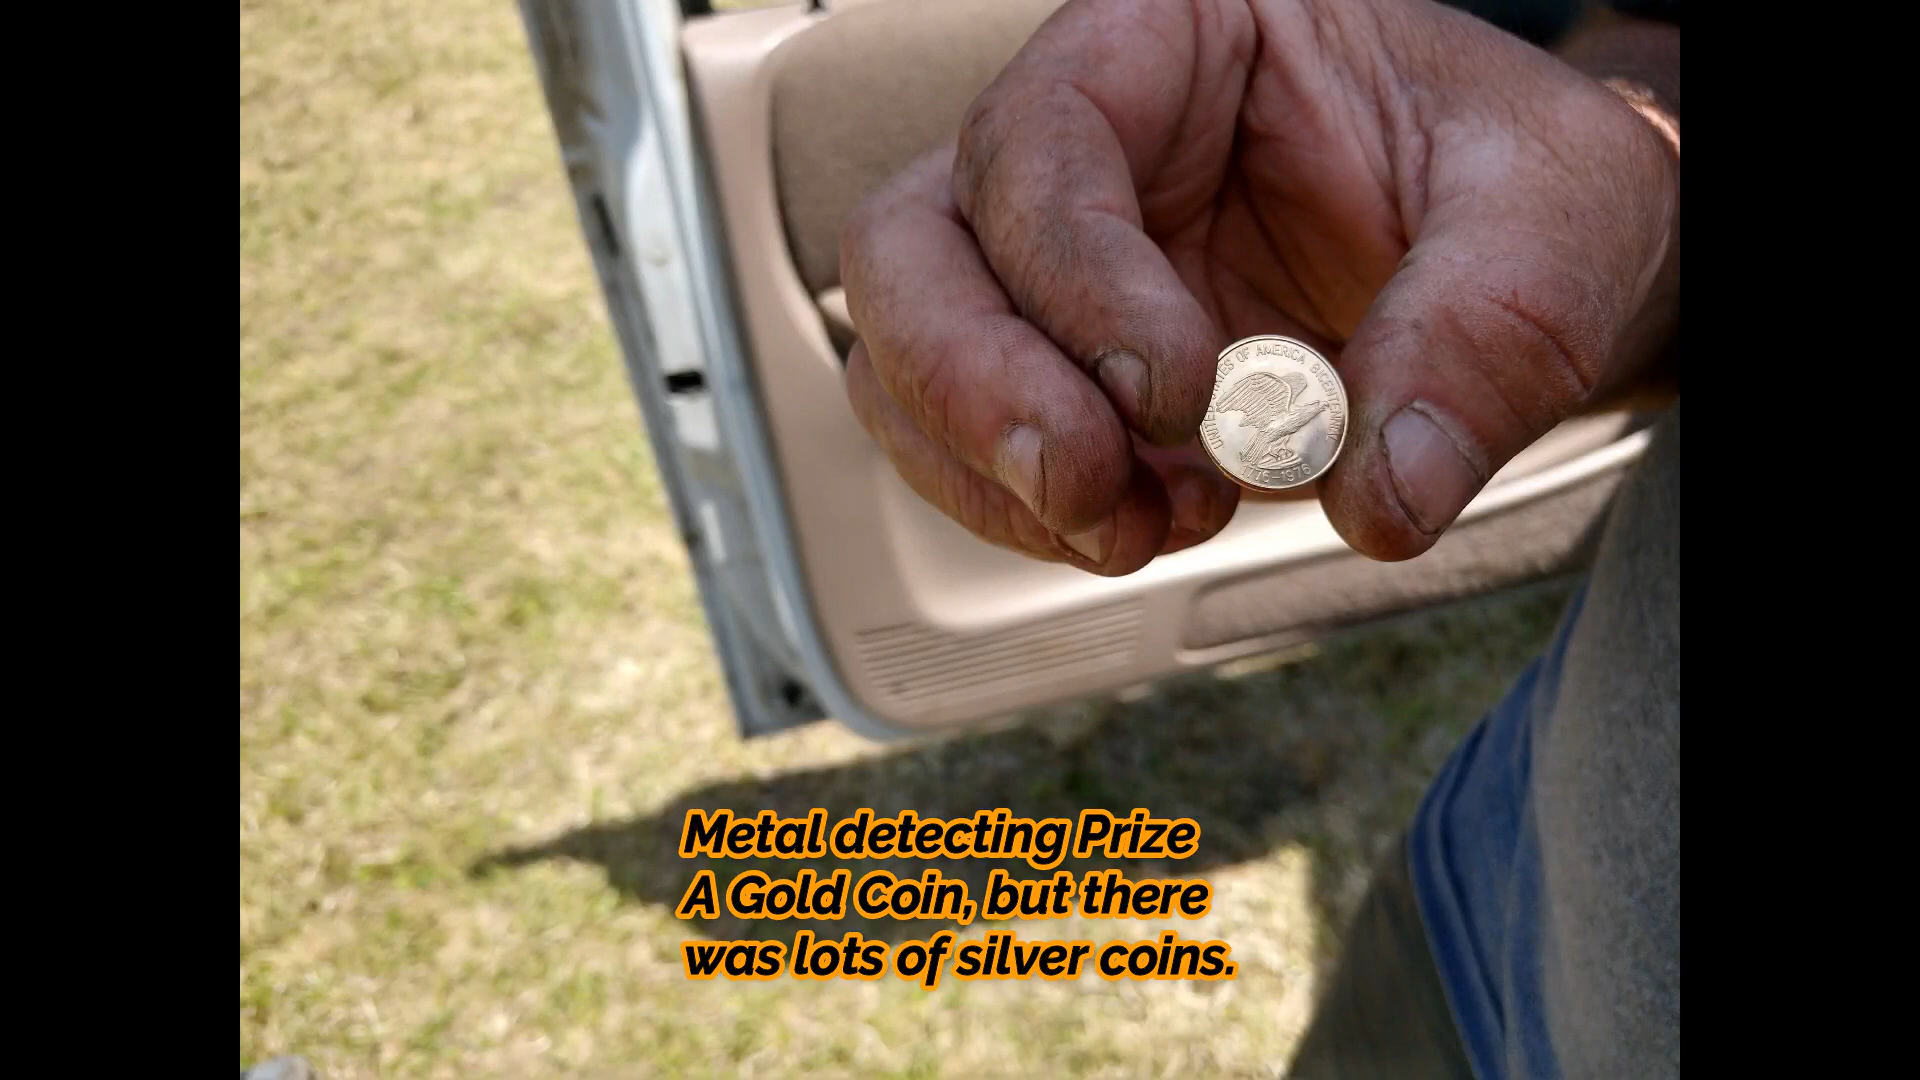 UNITED STATES OF AMERICA BICENTENNIAL
1776-1976
Metal detecting Prize
A Gold Coin, but there
was lots of silver coins.